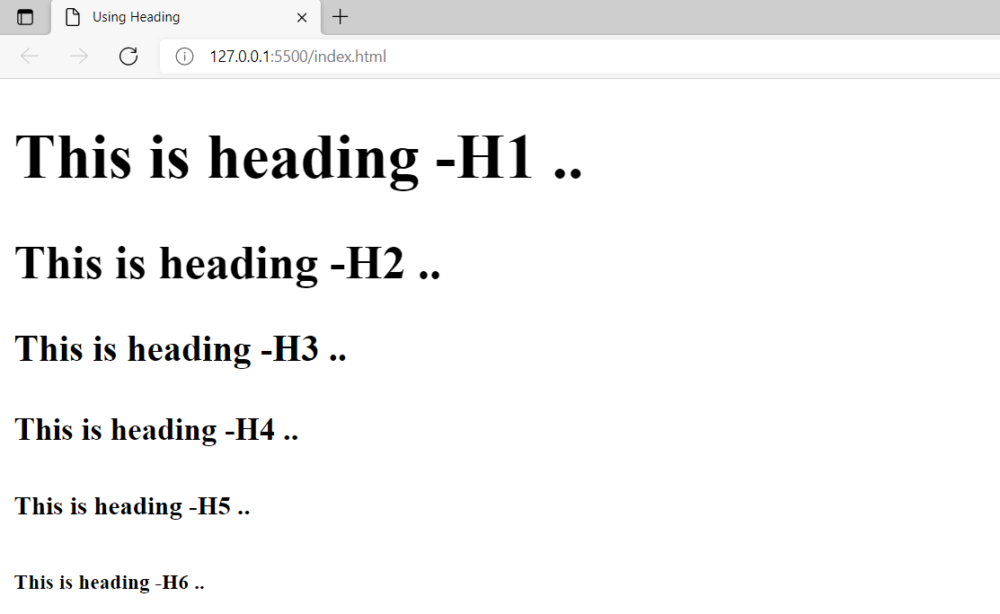 Using Heading
127.0.0.1:5500/index.html
This is heading -H1 ..
This is heading -H2 ..
This is heading -H3 ..
This is heading -H4 ..
This is heading -H5 ..
This is heading -H6 ..